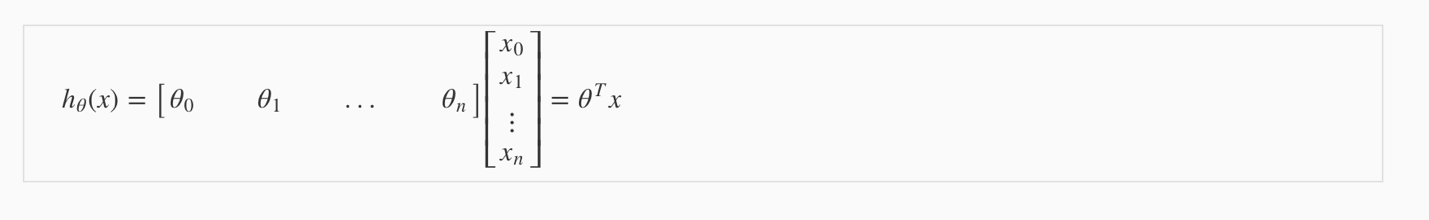 h_θ(x) = [θ_0 θ_1 … θ_n] [x_0 x_1 ⋮ x_n] = θ^T x